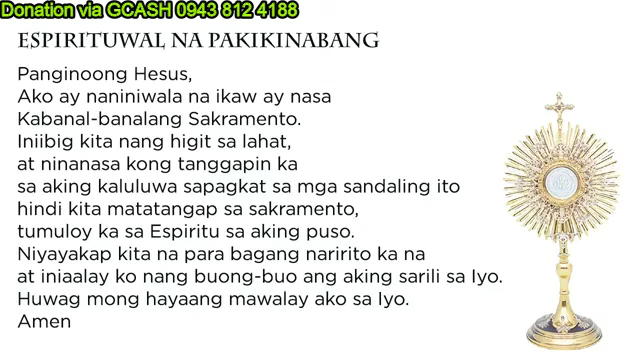 Donation via GCASH 0943 812 4188
ESPIRITUWAL NA PAKIKINABANG
Panginoong Hesus,
Ako ay naniniwala na ikaw ay nasa
Kabanal-banalang Sakramento.
Iniibig kita nang higit sa lahat,
at ninanasa kong tanggapin ka
sa aking kaluluwa sapagkat sa mga sandaling ito
hindi kita matatangap sa sakramento,
tumuloy ka sa Espiritu sa aking puso.
Niyayakap kita na para bagang naririto ka na
at iniaalay ko nang buong-buo ang aking sarili sa Iyo.
Huwag mong hayaang mawalay ako sa Iyo.
Amen